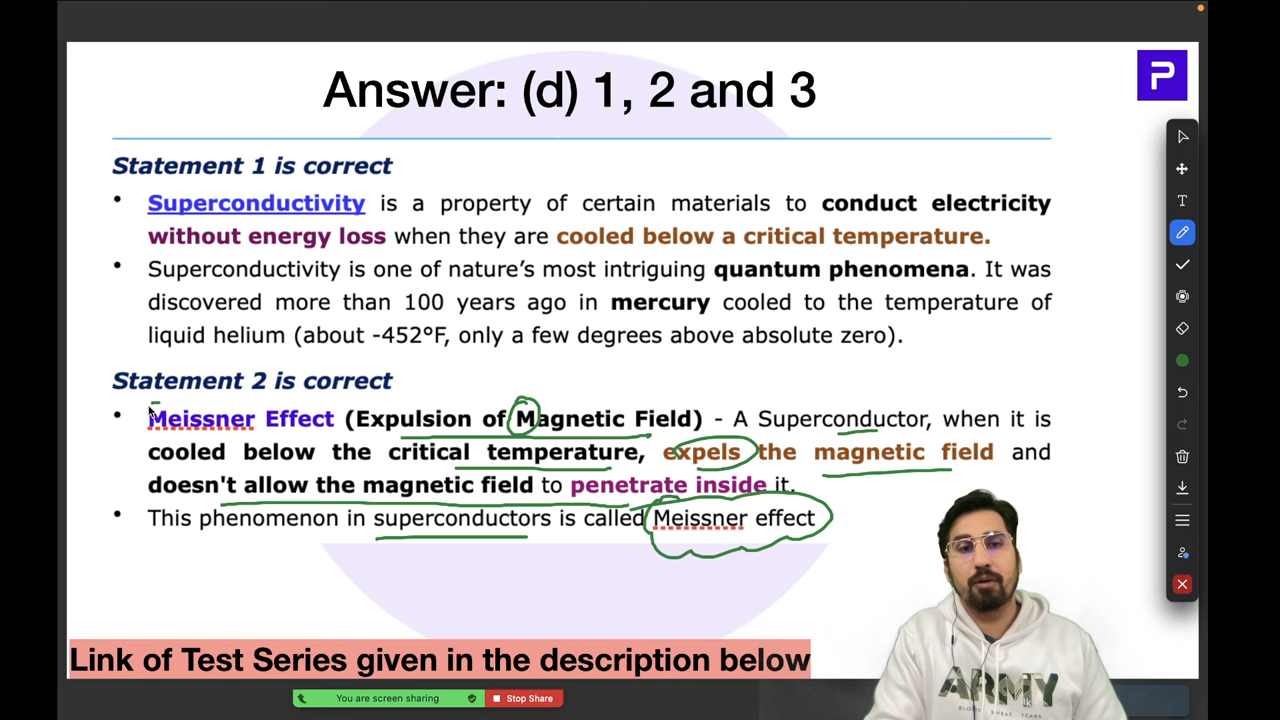 Answer: (d) 1, 2 and 3
P
Statement 1 is correct
• Superconductivity is a property of certain materials to conduct electricity
without energy loss when they are cooled below a critical temperature.
• Superconductivity is one of nature’s most intriguing quantum phenomena. It was
discovered more than 100 years ago in mercury cooled to the temperature of
liquid helium (about -452°F, only a few degrees above absolute zero).
Statement 2 is correct
• Meissner Effect (Expulsion of Magnetic Field) - A Superconductor, when it is
cooled below the critical temperature, expels the magnetic field and
doesn't allow the magnetic field to penetrate inside it.
• This phenomenon in superconductors is called Meissner effect
Link of Test Series given in the description below
You are screen sharing
Stop Share
ARMY
BLOOD SWEAT TEARS
T